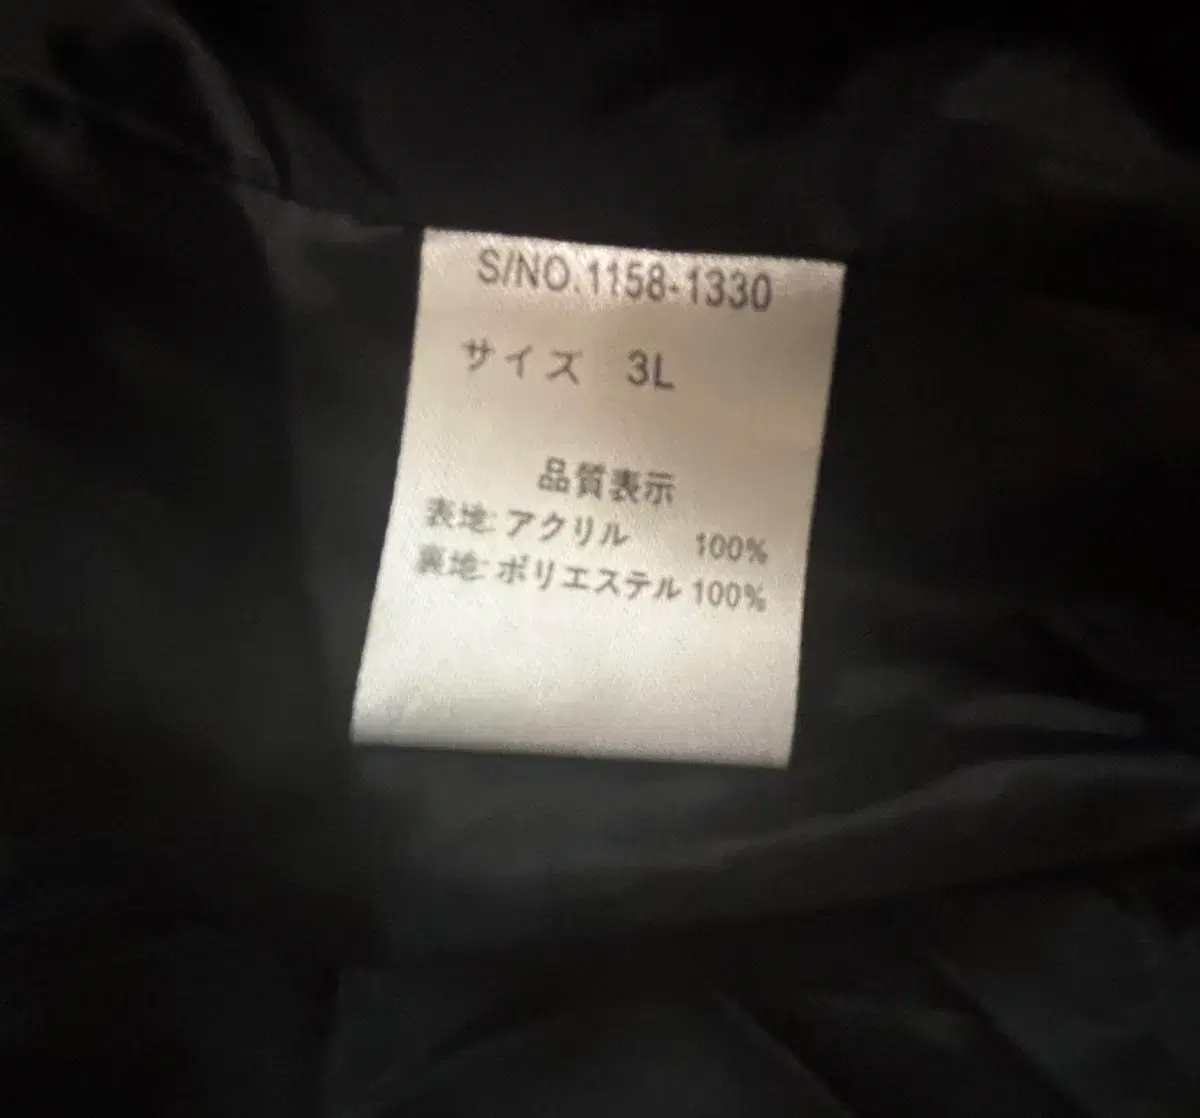 S/NO.1158-1330
サイズ 3L
品質表示
表地:アクリル 100%
裏地:ポリエステル 100%